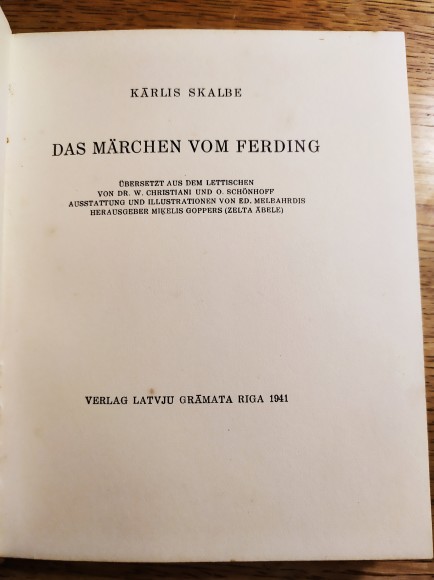 KĀRLIS SKALBE
DAS MÄRCHEN VOM FERDING
ÜBERSETZT AUS DEM LETTISCHEN
VON DR. W. CHRISTIANI UND O. SCHÖNHOFF
AUSSTATTUNG UND ILLUSTRATIONEN VON ED. MELBAHRDIS
HERAUSGEBER MIĶELIS GOPPERS (ZELTA ĀBELE)
VERLAG LATVJU GRĀMATA RIGA 1941